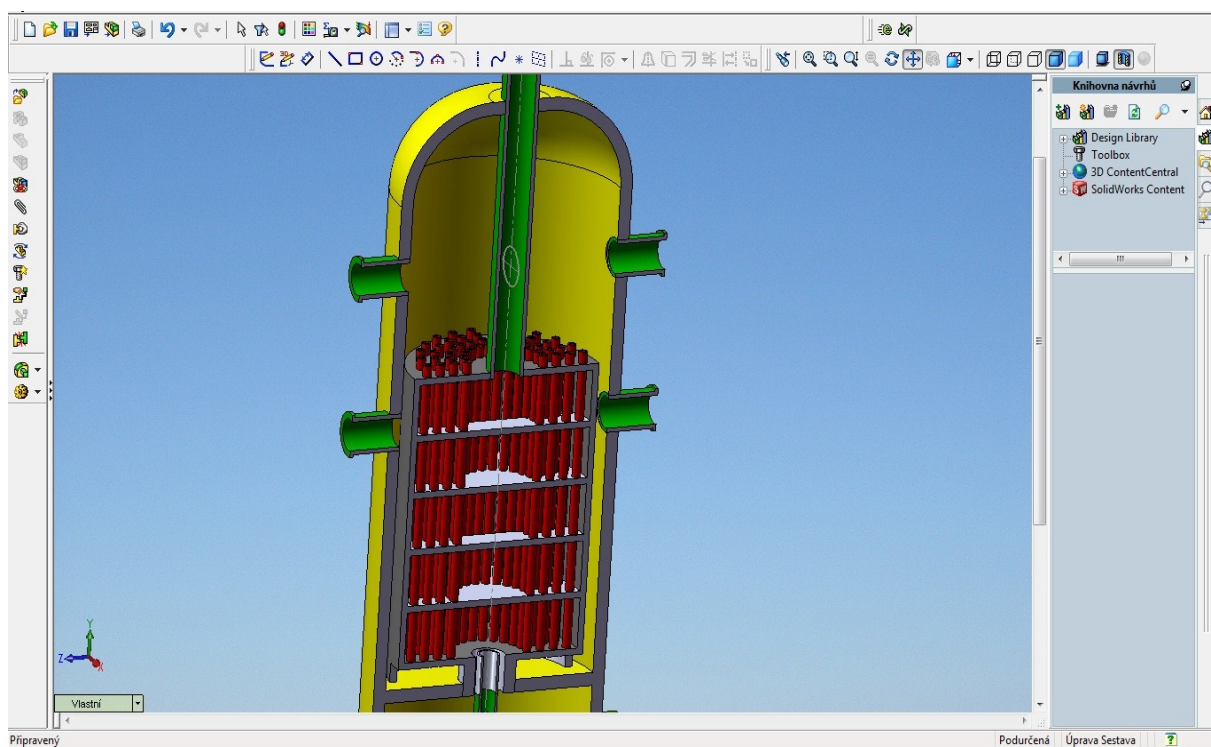 Knihovna návrhů
Design Library
Toolbox
3D ContentCentral
SolidWorks Content
Y
Z
X
Vlastní
Připravený
Podurčená
Úprava Sestava